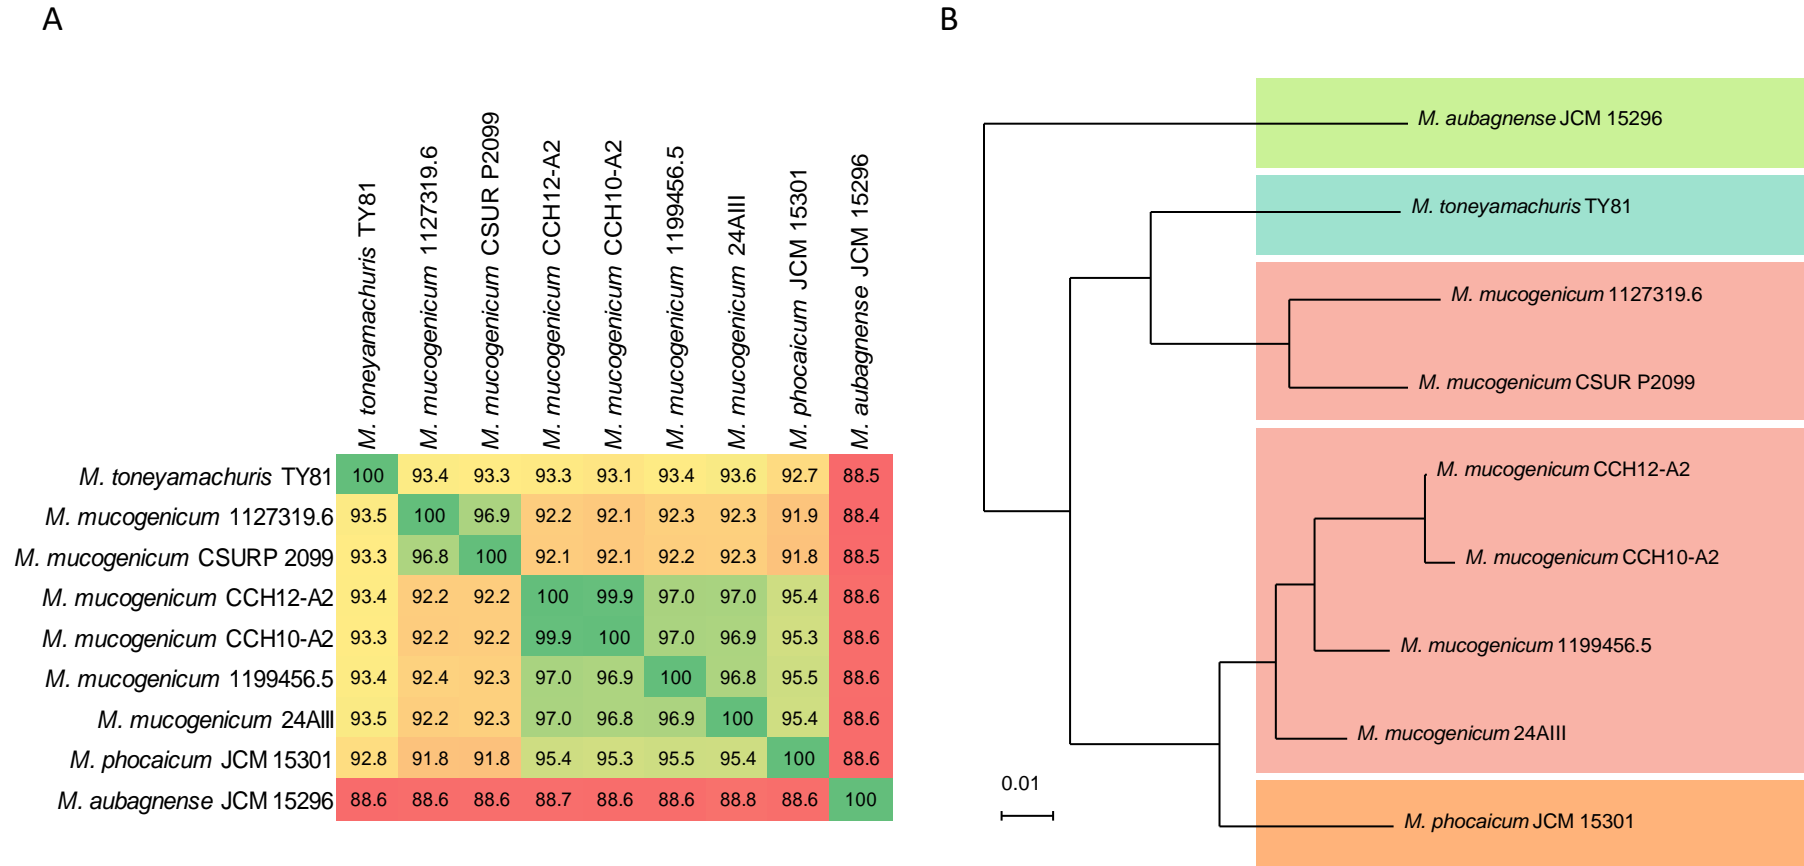 A
B
M. toneyamachuris TY81
M. mucogenicum 1127319.6
M. mucogenicum CSUR P2099
M. mucogenicum CCH12-A2
M. mucogenicum CCH10-A2
M. mucogenicum 1199456.5
M. mucogenicum 24AIII
M. phocaicum JCM 15301
M. aubagnense JCM 15296
M. toneyamachuris TY81 100 93.4 93.3 93.3 93.1 93.4 93.6 92.7 88.5
M. mucogenicum 1127319.6 93.5 100 96.9 92.2 92.1 92.3 92.3 91.9 88.4
M. mucogenicum CSURP 2099 93.3 96.8 100 92.1 92.1 92.2 92.3 91.8 88.5
M. mucogenicum CCH12-A2 93.4 92.2 92.2 100 99.9 97.0 97.0 95.4 88.6
M. mucogenicum CCH10-A2 93.3 92.2 92.2 99.9 100 97.0 96.9 95.3 88.6
M. mucogenicum 1199456.5 93.4 92.4 92.3 97.0 96.9 100 96.8 95.5 88.6
M. mucogenicum 24AIII 93.5 92.2 92.3 97.0 96.8 96.9 100 95.4 88.6
M. phocaicum JCM 15301 92.8 91.8 91.8 95.4 95.3 95.5 95.4 100 88.6
M. aubagnense JCM 15296 88.6 88.6 88.6 88.7 88.6 88.6 88.8 88.6 100
M. aubagnense JCM 15296
M. toneyamachuris TY81
M. mucogenicum 1127319.6
M. mucogenicum CSUR P2099
M. mucogenicum CCH12-A2
M. mucogenicum CCH10-A2
M. mucogenicum 1199456.5
M. mucogenicum 24AIII
M. phocaicum JCM 15301
0.01